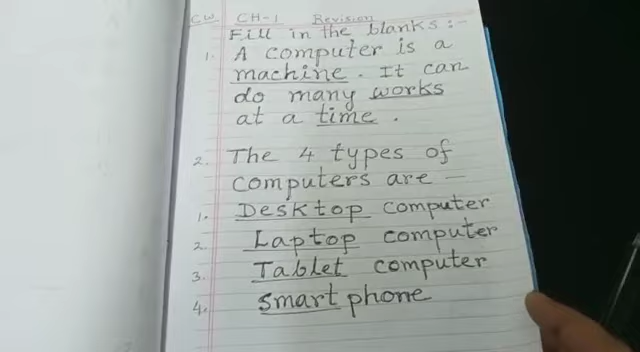 CW CH-1 Revision
Fill in the blanks:-
1. A computer is a
machine. It can
do many works
at a time.
2. The 4 types of
computers are —
1. Desktop computer
2. Laptop computer
3. Tablet computer
4. smart phone